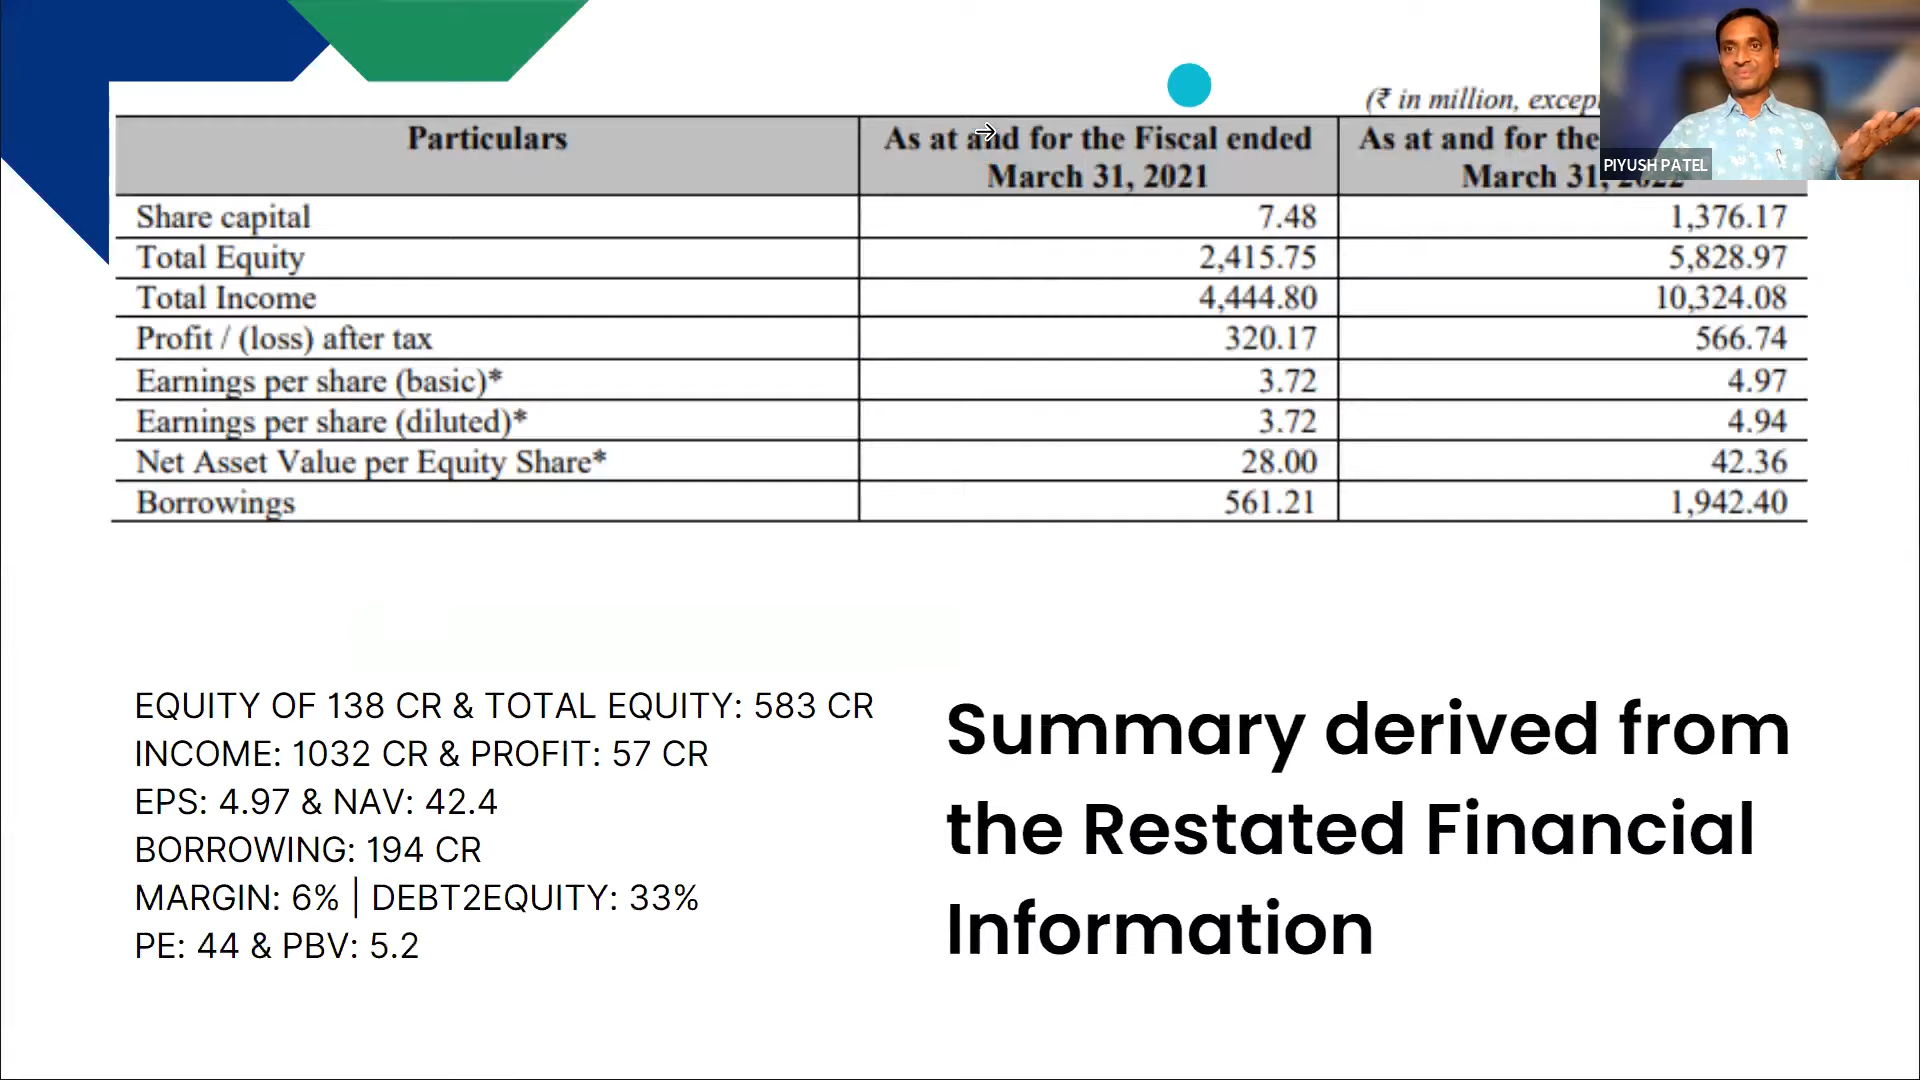 (₹ in million, excep
Particulars
As at and for the Fiscal ended
March 31, 2021
As at and for the
March 31, 2022
PIYUSH PATEL
Share capital 7.48 1,376.17
Total Equity 2,415.75 5,828.97
Total Income 4,444.80 10,324.08
Profit / (loss) after tax 320.17 566.74
Earnings per share (basic)* 3.72 4.97
Earnings per share (diluted)* 3.72 4.94
Net Asset Value per Equity Share* 28.00 42.36
Borrowings 561.21 1,942.40
EQUITY OF 138 CR & TOTAL EQUITY: 583 CR
INCOME: 1032 CR & PROFIT: 57 CR
EPS: 4.97 & NAV: 42.4
BORROWING: 194 CR
MARGIN: 6% | DEBT2EQUITY: 33%
PE: 44 & PBV: 5.2
Summary derived from
the Restated Financial
Information